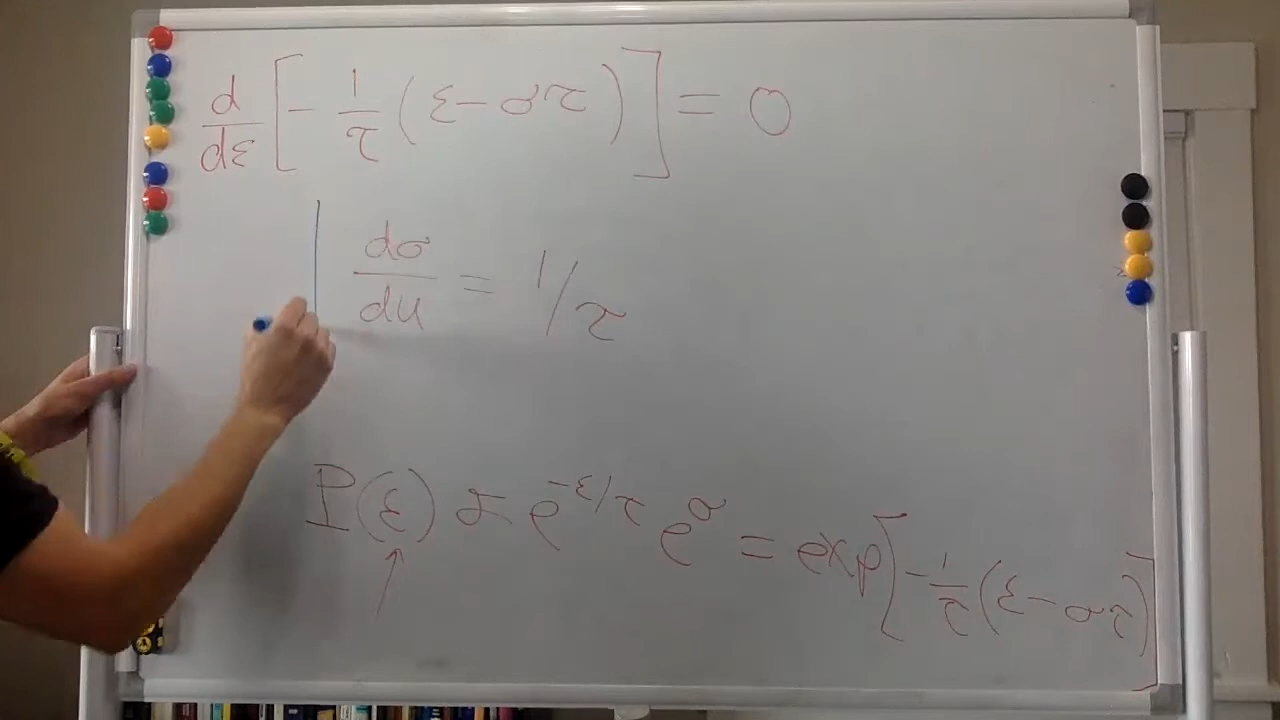 d/dε [ - 1/τ (ε - στ) ] = 0
dσ/du = 1/τ
P(ε) ∝ e^{-ε/τ} e^σ = exp[ - 1/τ (ε - στ) ]